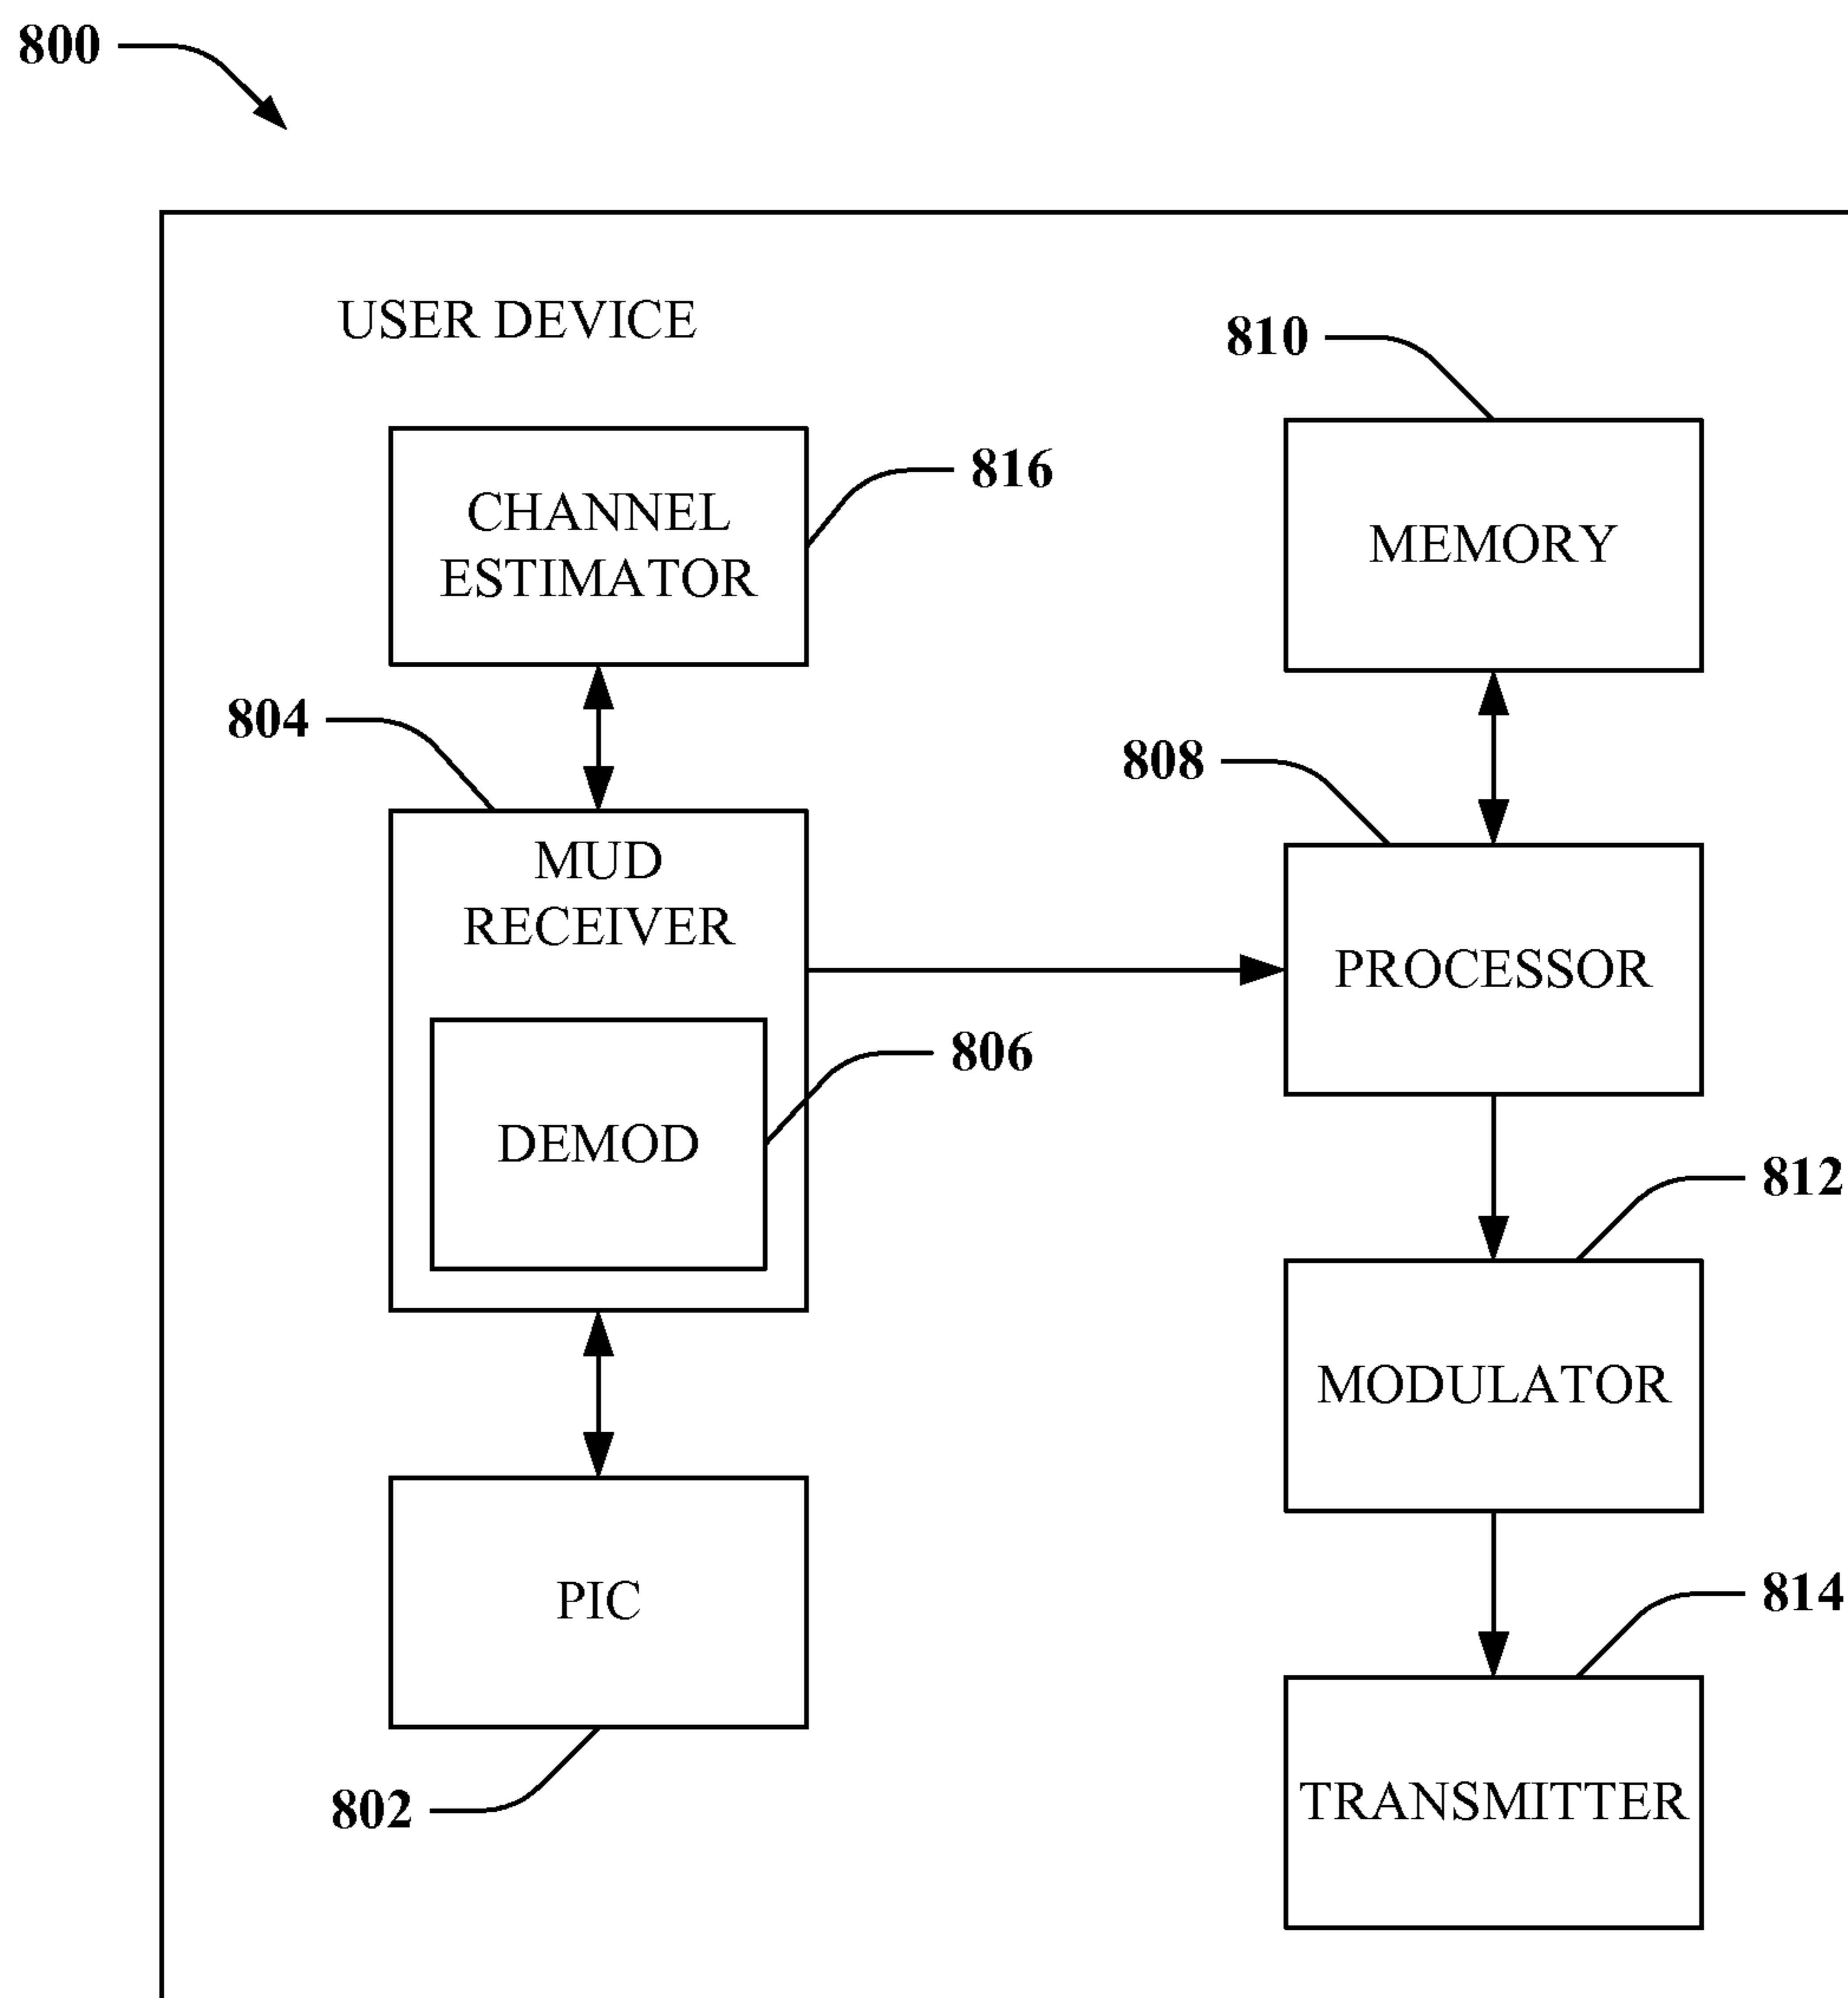 800
USER DEVICE
810
816
CHANNEL
ESTIMATOR
MEMORY
804
808
MUD
RECEIVER
PROCESSOR
806
DEMOD
812
MODULATOR
PIC
814
802
TRANSMITTER